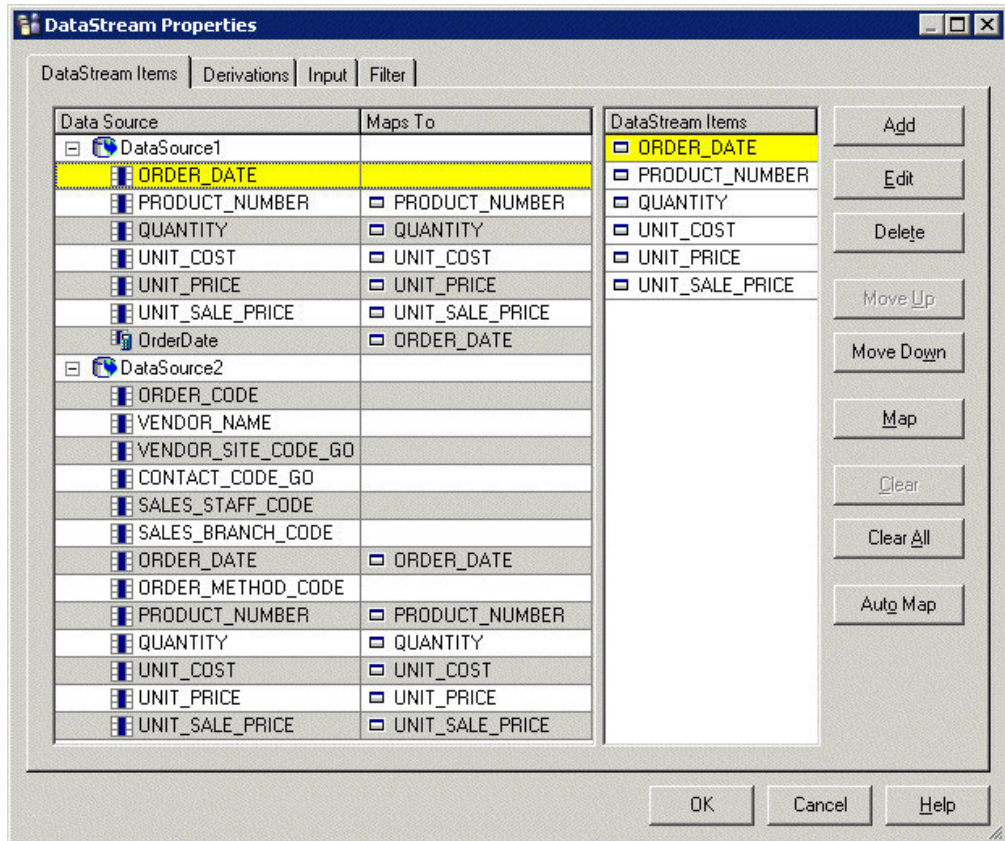 DataStream Properties
DataStream Items Derivations Input Filter
Data Source Maps To DataStream Items
DataSource1 ORDER_DATE
ORDER_DATE PRODUCT_NUMBER
PRODUCT_NUMBER PRODUCT_NUMBER QUANTITY
QUANTITY QUANTITY UNIT_COST
UNIT_COST UNIT_COST UNIT_PRICE
UNIT_PRICE UNIT_PRICE UNIT_SALE_PRICE
UNIT_SALE_PRICE UNIT_SALE_PRICE
OrderDate ORDER_DATE
DataSource2
ORDER_CODE
VENDOR_NAME
VENDOR_SITE_CODE_GO
CONTACT_CODE_GO
SALES_STAFF_CODE
SALES_BRANCH_CODE
ORDER_DATE ORDER_DATE
ORDER_METHOD_CODE
PRODUCT_NUMBER PRODUCT_NUMBER
QUANTITY QUANTITY
UNIT_COST UNIT_COST
UNIT_PRICE UNIT_PRICE
UNIT_SALE_PRICE UNIT_SALE_PRICE
Add
Edit
Delete
Move Up
Move Down
Map
Clear
Clear All
Auto Map
OK Cancel Help